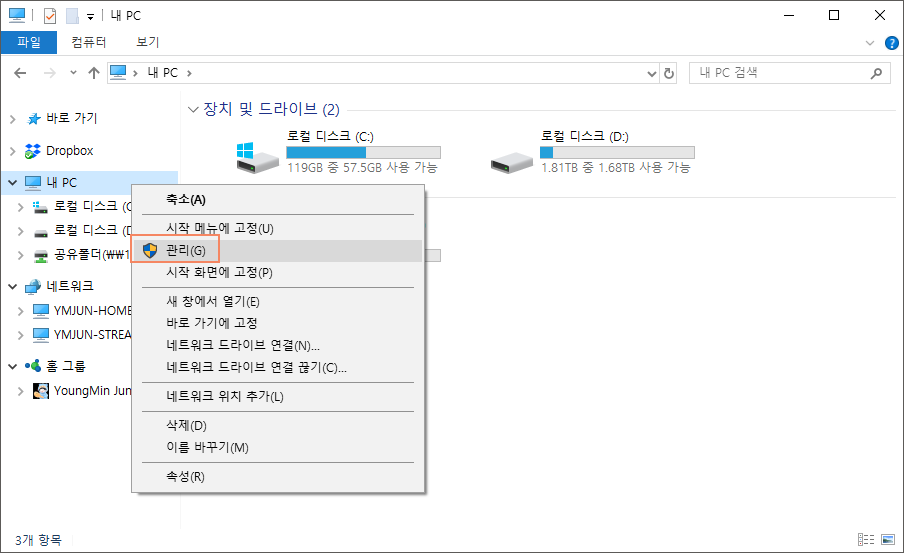 내 PC
파일 컴퓨터 보기
내 PC
내 PC 검색
바로 가기
Dropbox
내 PC
로컬 디스크 (C
로컬 디스크 (D
공유폴더(₩₩1
네트워크
YMJUN-HOME
YMJUN-STREA
홈 그룹
YoungMin Jun
장치 및 드라이브 (2)
로컬 디스크 (C:)
119GB 중 57.5GB 사용 가능
로컬 디스크 (D:)
1.81TB 중 1.68TB 사용 가능
축소(A)
시작 메뉴에 고정(U)
관리(G)
시작 화면에 고정(P)
새 창에서 열기(E)
바로 가기에 고정
네트워크 드라이브 연결(N)...
네트워크 드라이브 연결 끊기(C)...
네트워크 위치 추가(L)
삭제(D)
이름 바꾸기(M)
속성(R)
3개 항목